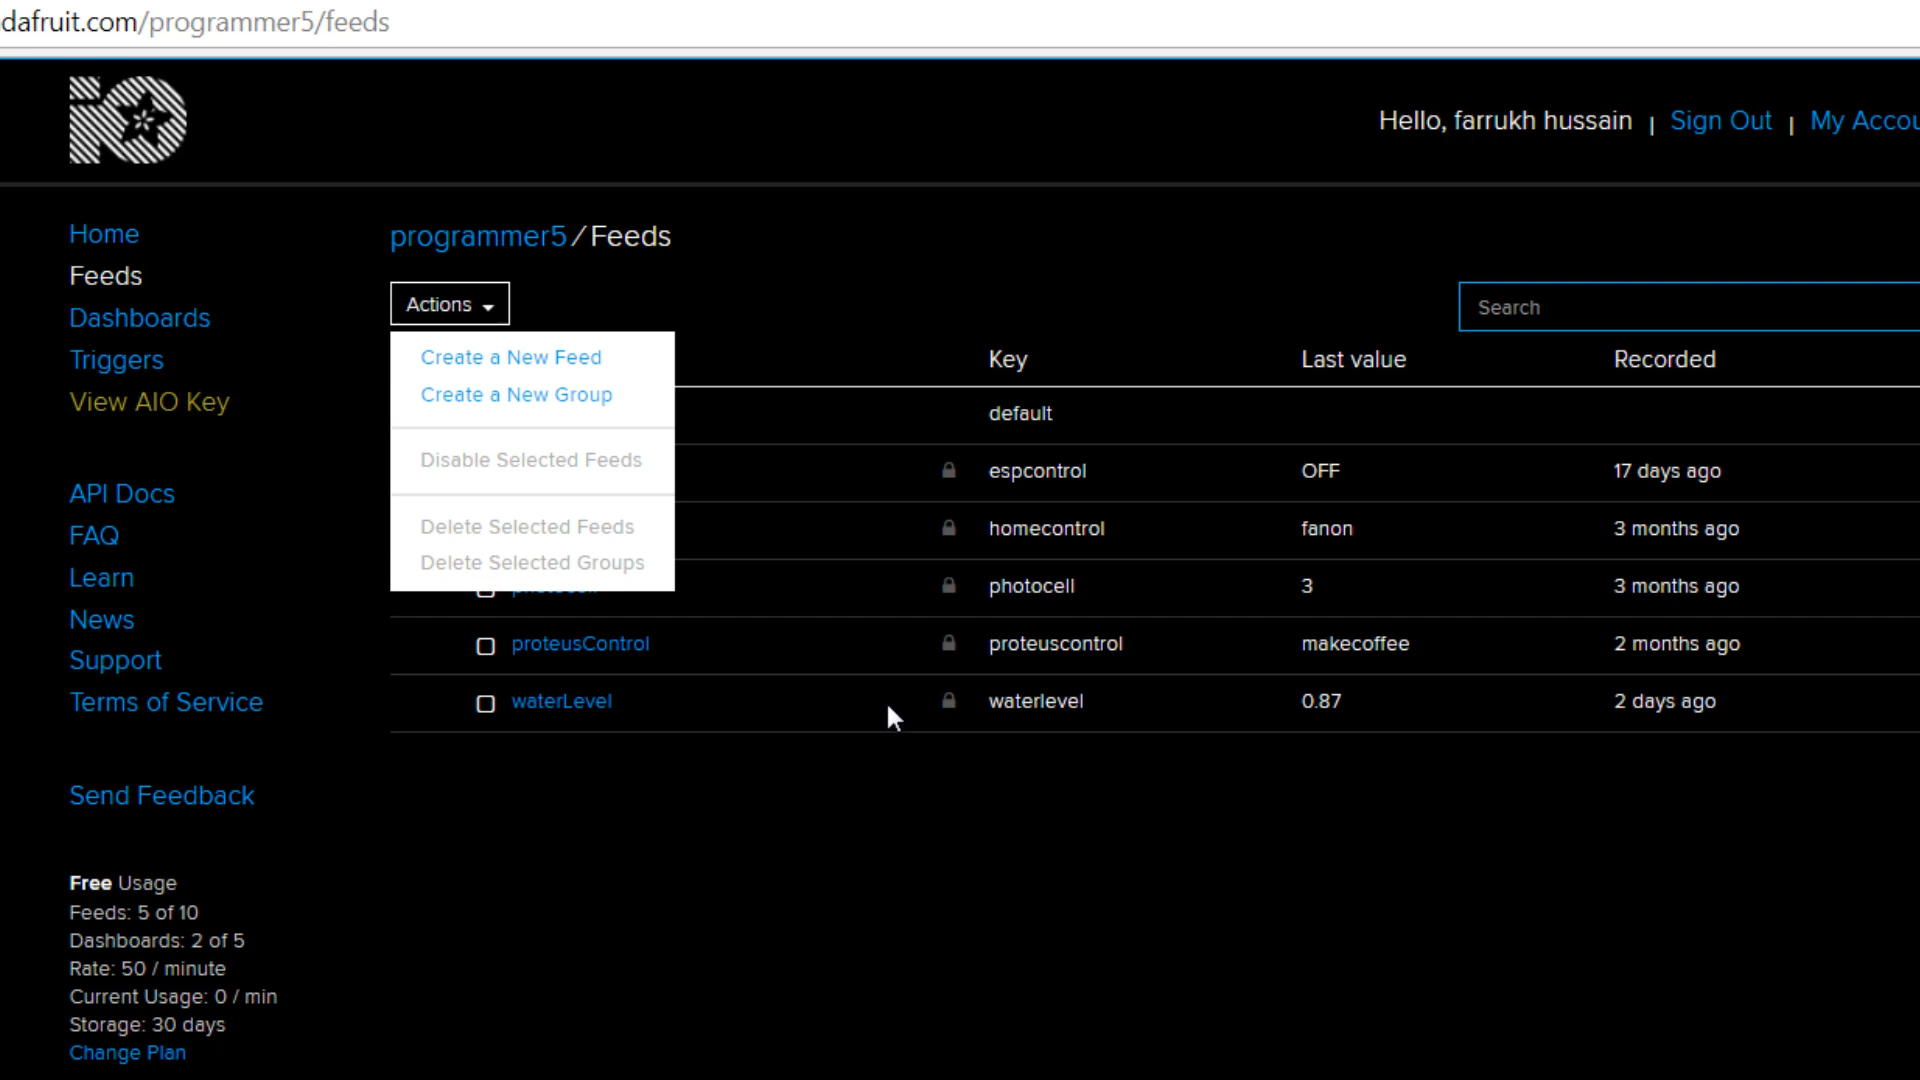 dafruit.com/programmer5/feeds
Hello, farrukh hussain | Sign Out | My Accou
Home
Feeds
Dashboards
Triggers
View AIO Key
API Docs
FAQ
Learn
News
Support
Terms of Service
Send Feedback
Free Usage
Feeds: 5 of 10
Dashboards: 2 of 5
Rate: 50 / minute
Current Usage: 0 / min
Storage: 30 days
Change Plan
programmer5/Feeds
Actions
Search
Create a New Feed
Create a New Group
Disable Selected Feeds
Delete Selected Feeds
Delete Selected Groups
Key Last value Recorded
default
espcontrol OFF 17 days ago
homecontrol fanon 3 months ago
photocell 3 3 months ago
proteusControl proteuscontrol makecoffee 2 months ago
waterLevel waterlevel 0.87 2 days ago